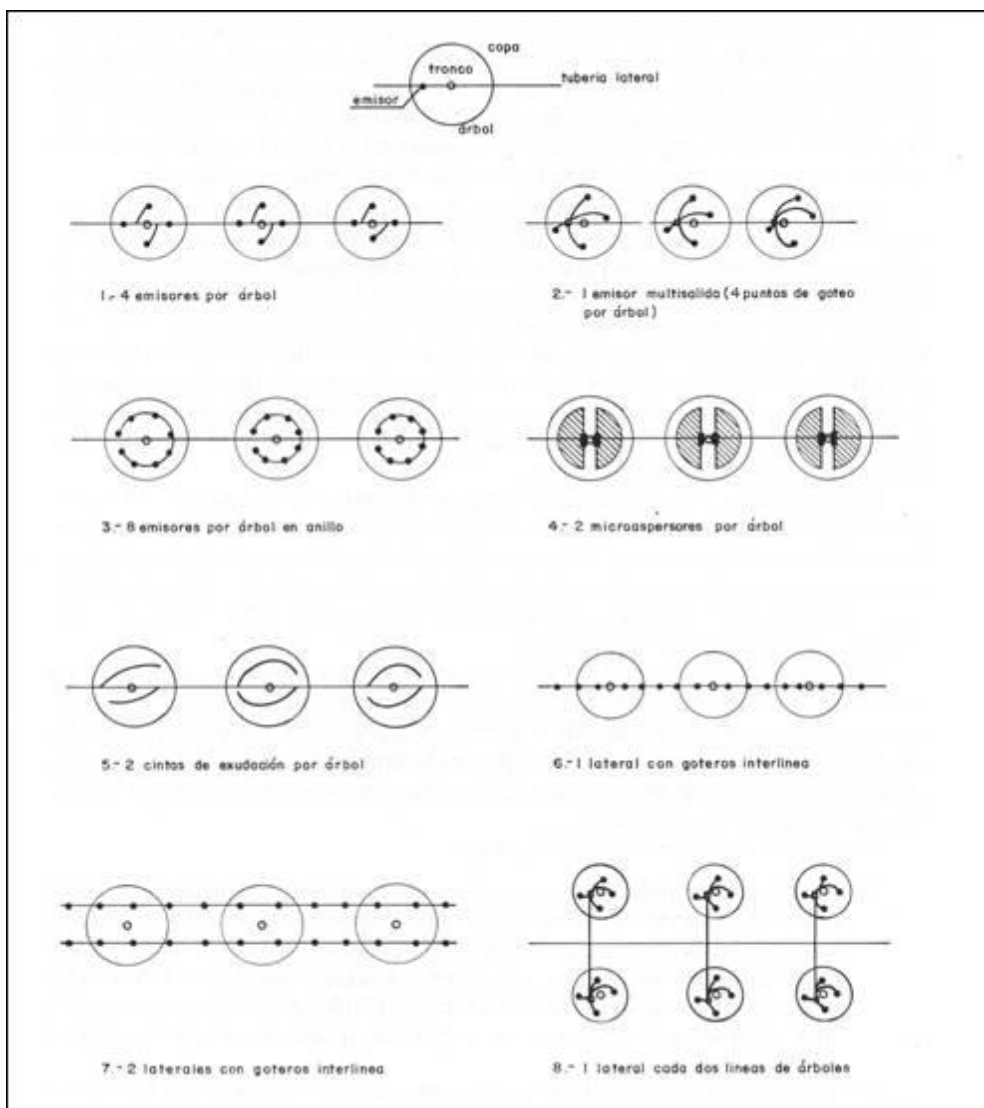 copa
tronco
tubería lateral
emisor
árbol
1.- 4 emisores por árbol
2.- 1 emisor multisalida (4 puntos de goteo
por árbol)
3.- 8 emisores por árbol en anillo
4.- 2 microaspersores por árbol
5.- 2 cintas de exudación por árbol
6.- 1 lateral con goteros interlinea
7.- 2 laterales con goteros interlinea
8.- 1 lateral cada dos lineas de árboles